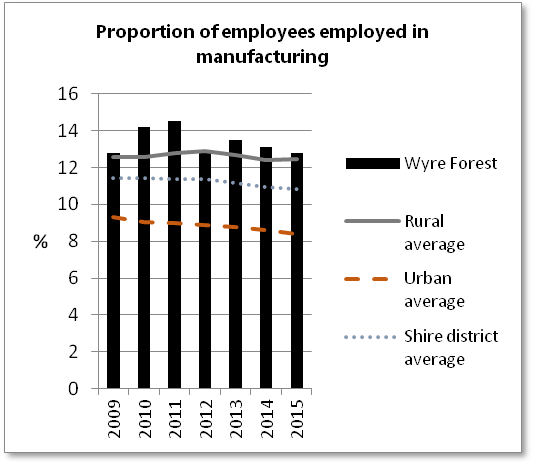 Proportion of employees employed in
manufacturing
16
14
12
10
8
6
4
2
0
%
2009
2010
2011
2012
2013
2014
2015
Wyre Forest
Rural
average
Urban
average
Shire district
average